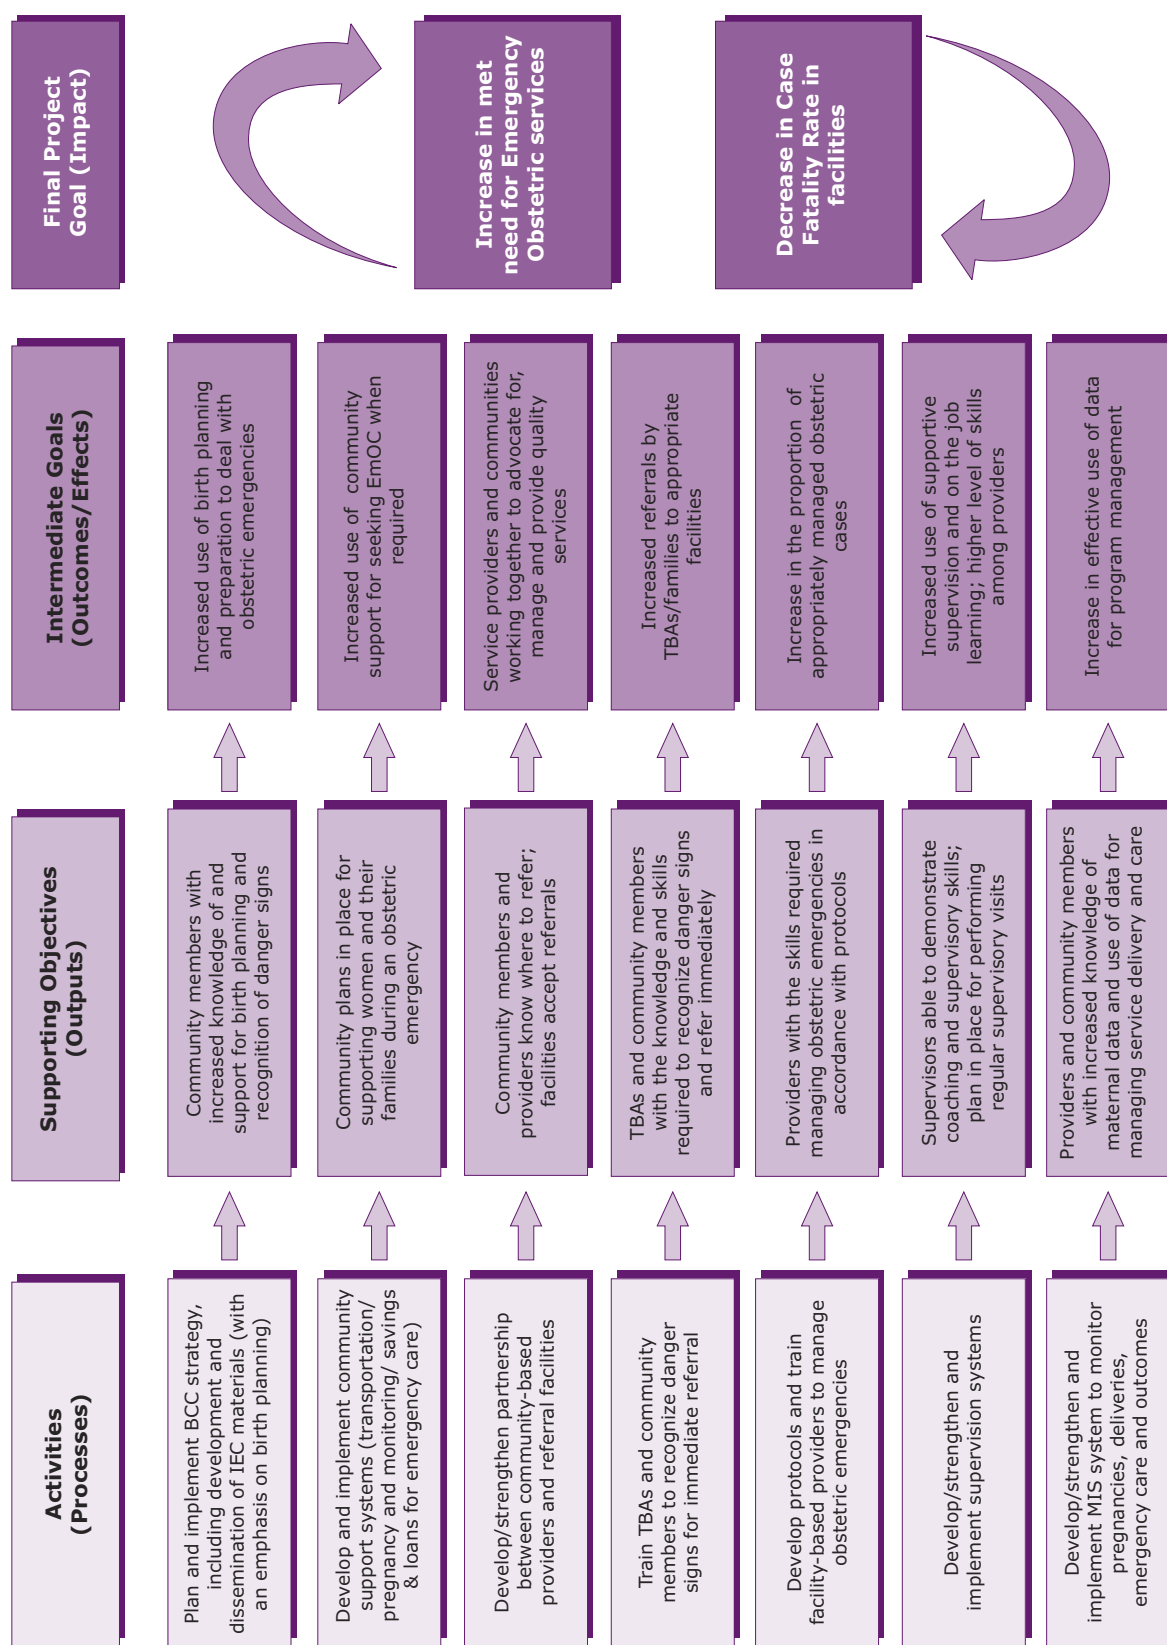 Activities
(Processes)
Supporting Objectives
(Outputs)
Intermediate Goals
(Outcomes/Effects)
Final Project
Goal (Impact)
Plan and implement BCC strategy,
including development and
dissemination of IEC materials (with
an emphasis on birth planning)
Community members with
increased knowledge of and
support for birth planning and
recognition of danger signs
Increased use of birth planning
and preparation to deal with
obstetric emergencies
Develop and implement community
support systems (transportation/
pregnancy and monitoring/ savings
& loans for emergency care)
Community plans in place for
supporting women and their
families during an obstetric
emergency
Increased use of community
support for seeking EmOC when
required
Develop/strengthen partnership
between community-based
providers and referral facilities
Community members and
providers know where to refer;
facilities accept referrals
Service providers and communities
working together to advocate for,
manage and provide quality
services
Train TBAs and community
members to recognize danger
signs for immediate referral
TBAs and community members
with the knowledge and skills
required to recognize danger signs
and refer immediately
Increased referrals by
TBAs/families to appropriate
facilities
Develop protocols and train
facility-based providers to manage
obstetric emergencies
Providers with the skills required
managing obstetric emergencies in
accordance with protocols
Increase in the proportion of
appropriately managed obstetric
cases
Develop/strengthen and
implement supervision systems
Supervisors able to demonstrate
coaching and supervisory skills;
plan in place for performing
regular supervisory visits
Increased use of supportive
supervision and on the job
learning; higher level of skills
among providers
Develop/strengthen and
implement MIS system to monitor
pregnancies, deliveries,
emergency care and outcomes
Providers and community members
with increased knowledge of
maternal data and use of data for
managing service delivery and care
Increase in effective use of data
for program management
Increase in met
need for Emergency
Obstetric services
Decrease in Case
Fatality Rate in
facilities